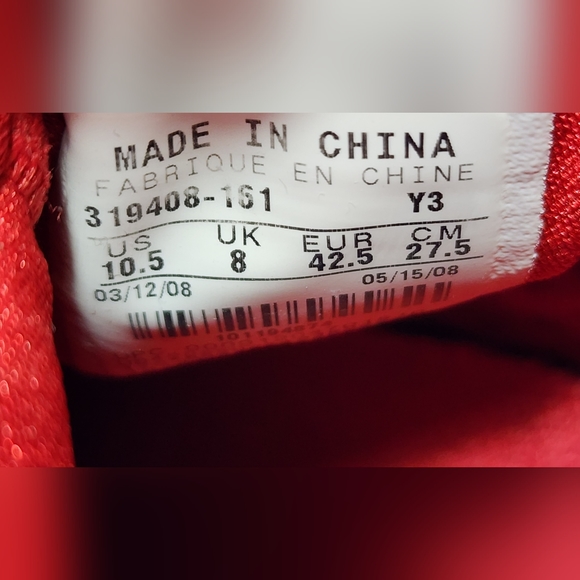 MADE IN CHINA
FABRIQUE EN CHINE
319408-161 Y3
US UK EUR CM
10.5 8 42.5 27.5
03/12/08 05/15/08